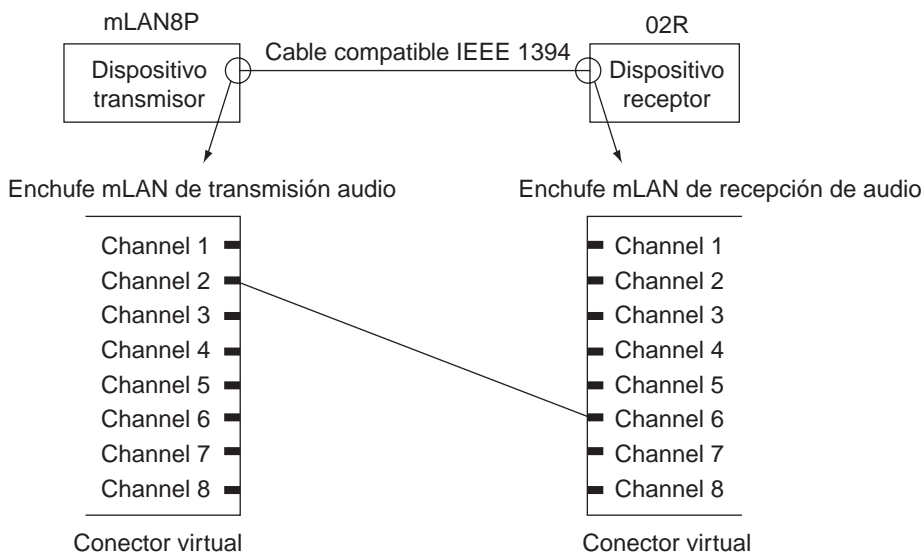 mLAN8P
02R
Cable compatible IEEE 1394
Dispositivo
transmisor
Dispositivo
receptor
Enchufe mLAN de transmisión audio
Enchufe mLAN de recepción de audio
Channel 1
Channel 2
Channel 3
Channel 4
Channel 5
Channel 6
Channel 7
Channel 8
Conector virtual
Channel 1
Channel 2
Channel 3
Channel 4
Channel 5
Channel 6
Channel 7
Channel 8
Conector virtual